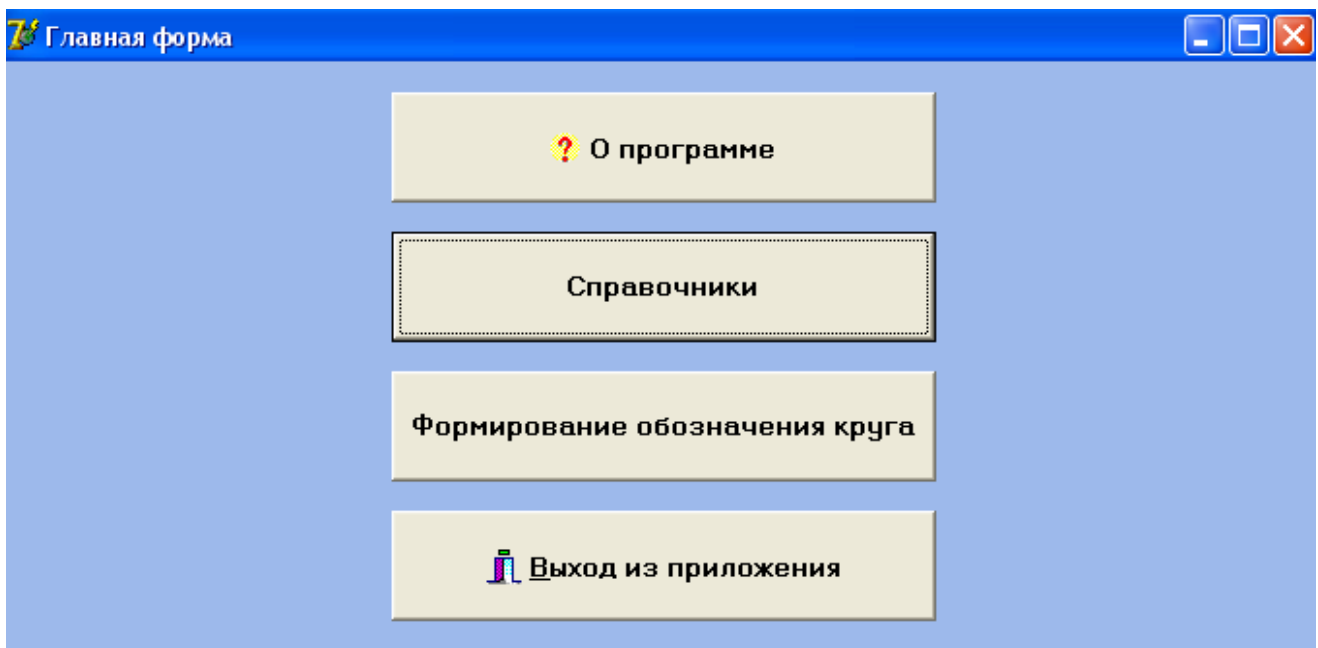 Главная форма
? О программе
Справочники
Формирование обозначения круга
Выход из приложения